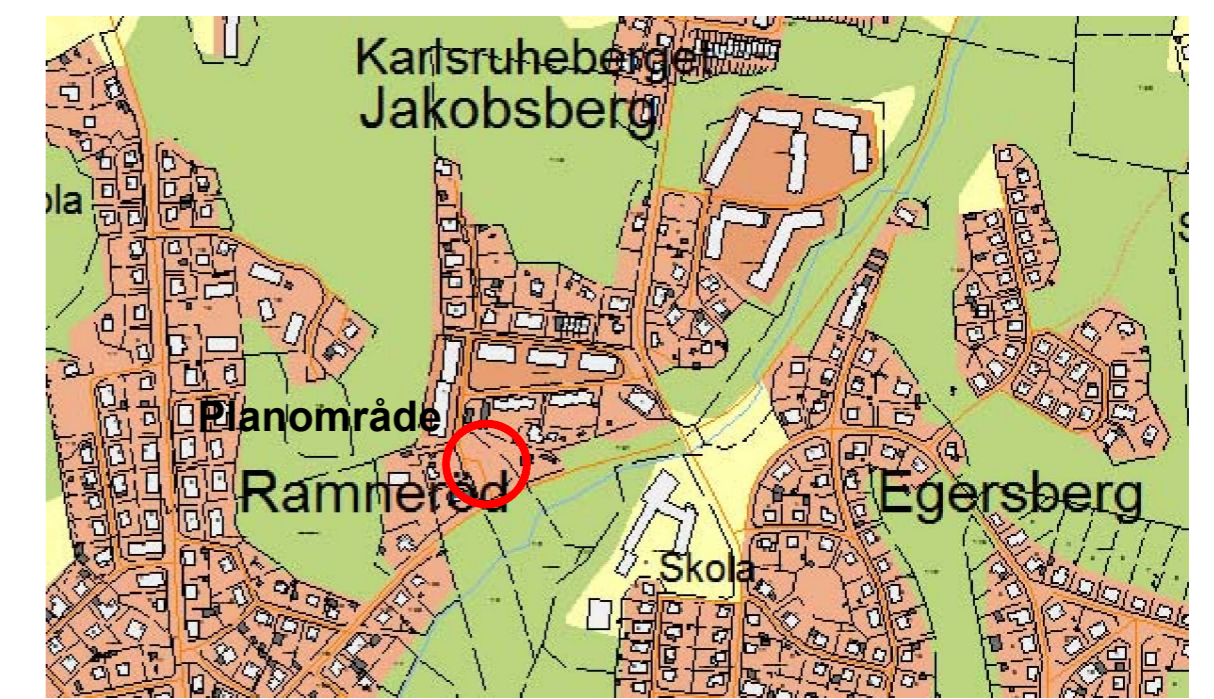 Karlsruheberget
Jakobsberg
ola
S
Planområde
Ramneröd
Egersberg
Skola